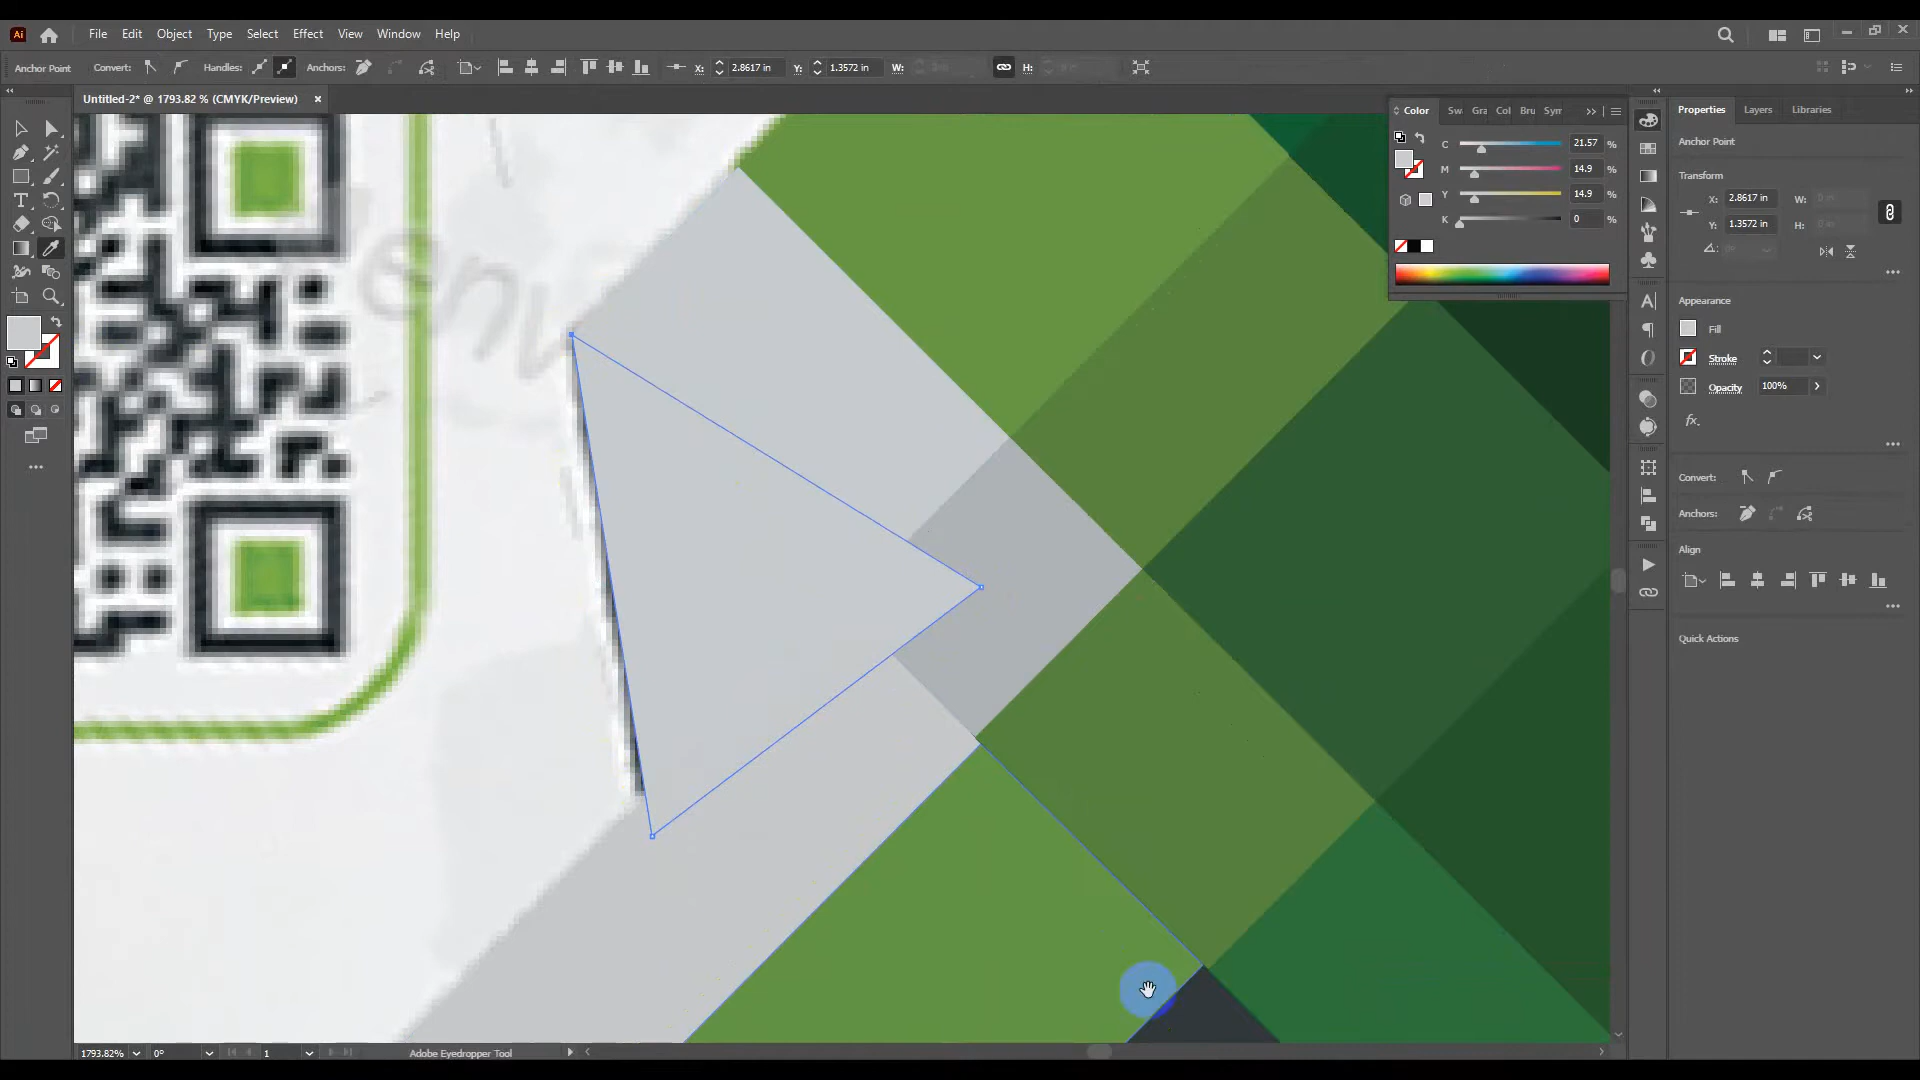 Ai
File Edit Object Type Select Effect View Window Help
Anchor Point Convert: Handles: Anchors: X: 2.8617 in Y: 1.3572 in W: H:
Untitled-2* @ 1793.82 % (CMYK/Preview) ×
Color Sw Gra Col Bru Sym
C 21.57 %
M 14.9 %
Y 14.9 %
K 0 %
Properties Layers Libraries
Anchor Point
Transform
X: 2.8617 in W:
Y: 1.3572 in H:
Appearance
Fill
Stroke
Opacity 100%
fx.
Convert:
Anchors:
Align
Quick Actions
1793.82% 0° 1 Adobe Eyedropper Tool